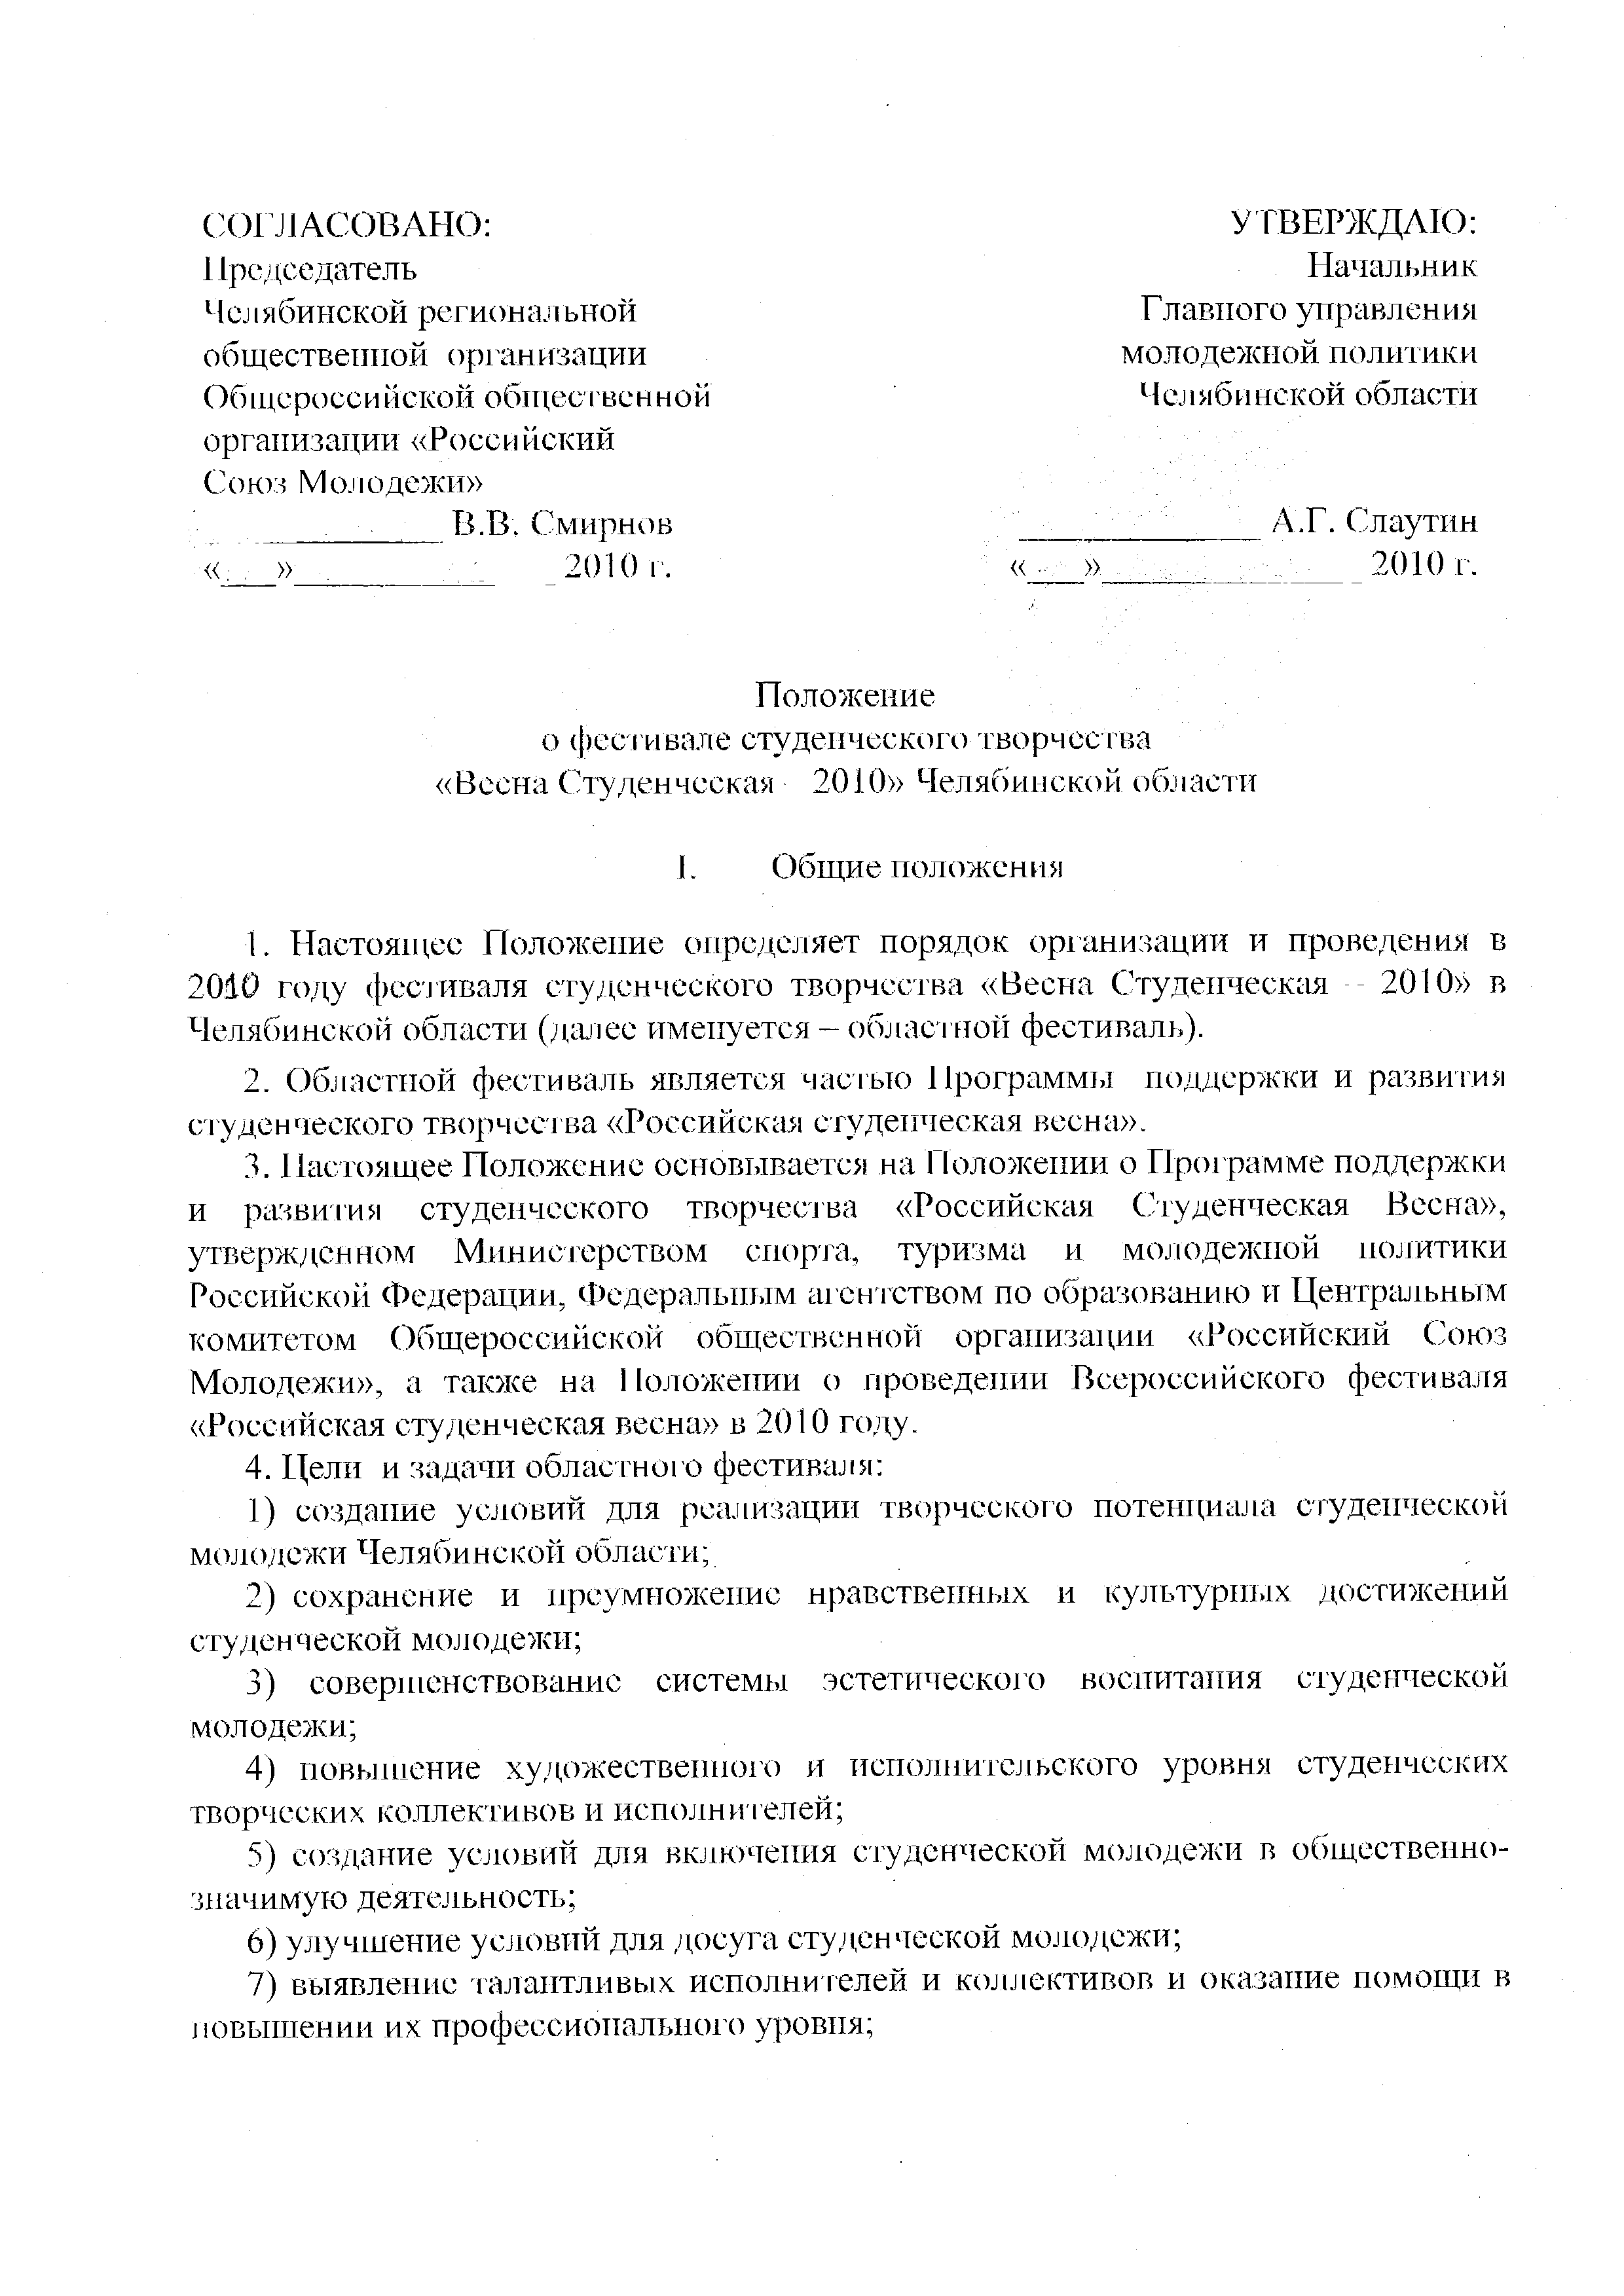 СОГЛАСОВАНО:
Председатель
Челябинской региональной
общественной организации
Общероссийской общественной
организации «Российский
Союз Молодежи»
____________ В.В. Смирнов
«____»______________ 2010 г.
УТВЕРЖДАЮ:
Начальник
Главного управления
молодежной политики
Челябинской области
________________ А.Г. Слаутин
«____»________________ 2010 г.
Положение
о фестивале студенческого творчества
«Весна Студенческая 2010» Челябинской области
I. Общие положения
1. Настоящее Положение определяет порядок организации и проведения в
2010 году фестиваля студенческого творчества «Весна Студенческая – 2010» в
Челябинской области (далее именуется – областной фестиваль).
2. Областной фестиваль является частью Программы поддержки и развития
студенческого творчества «Российская студенческая весна».
3. Настоящее Положение основывается на Положении о Программе поддержки
и развития студенческого творчества «Российская Студенческая Весна»,
утвержденном Министерством спорта, туризма и молодежной политики
Российской Федерации, Федеральным агентством по образованию и Центральным
комитетом Общероссийской общественной организации «Российский Союз
Молодежи», а также на Положении о проведении Всероссийского фестиваля
«Российская студенческая весна» в 2010 году.
4. Цели и задачи областного фестиваля:
1) создание условий для реализации творческого потенциала студенческой
молодежи Челябинской области;
2) сохранение и преумножение нравственных и культурных достижений
студенческой молодежи;
3) совершенствование системы эстетического воспитания студенческой
молодежи;
4) повышение художественного и исполнительского уровня студенческих
творческих коллективов и исполнителей;
5) создание условий для включения студенческой молодежи в общественно-
значимую деятельность;
6) улучшение условий для досуга студенческой молодежи;
7) выявление талантливых исполнителей и коллективов и оказание помощи в
повышении их профессионального уровня;